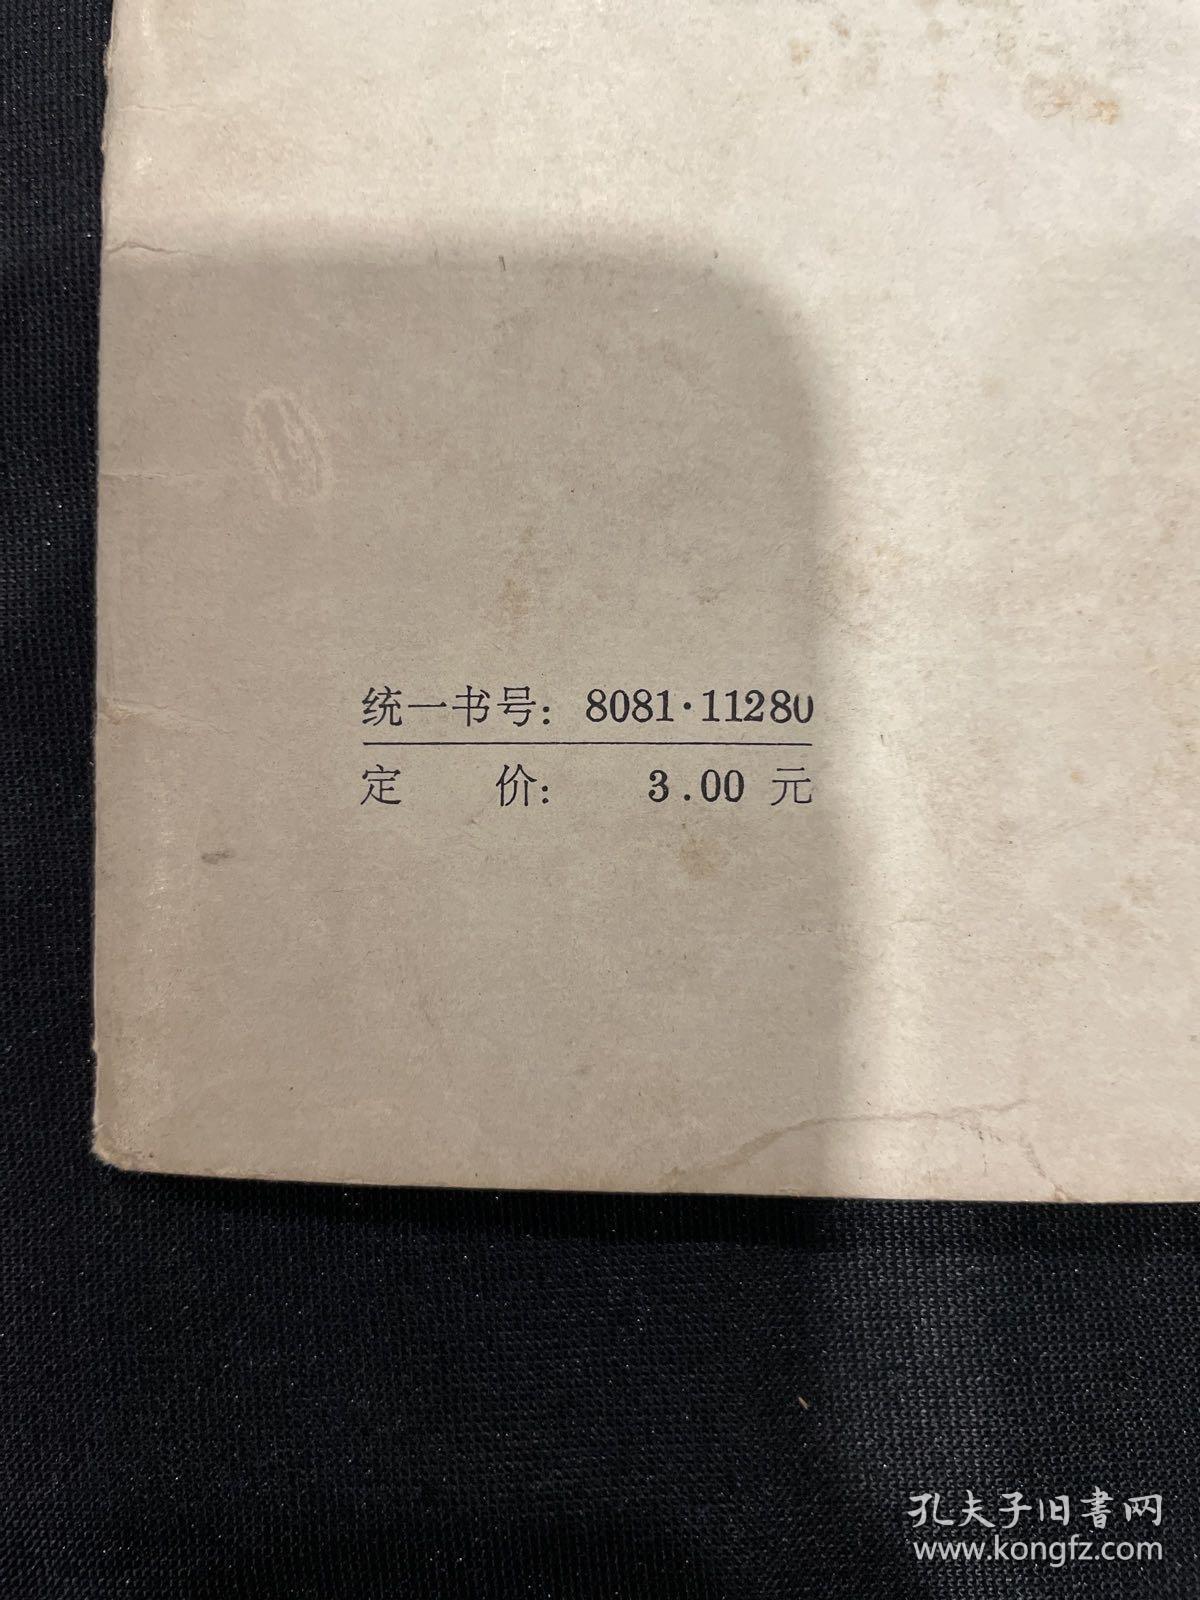 统一书号: 8081·11280
定 价: 3.00 元
孔夫子旧書网
www.kongfz.com